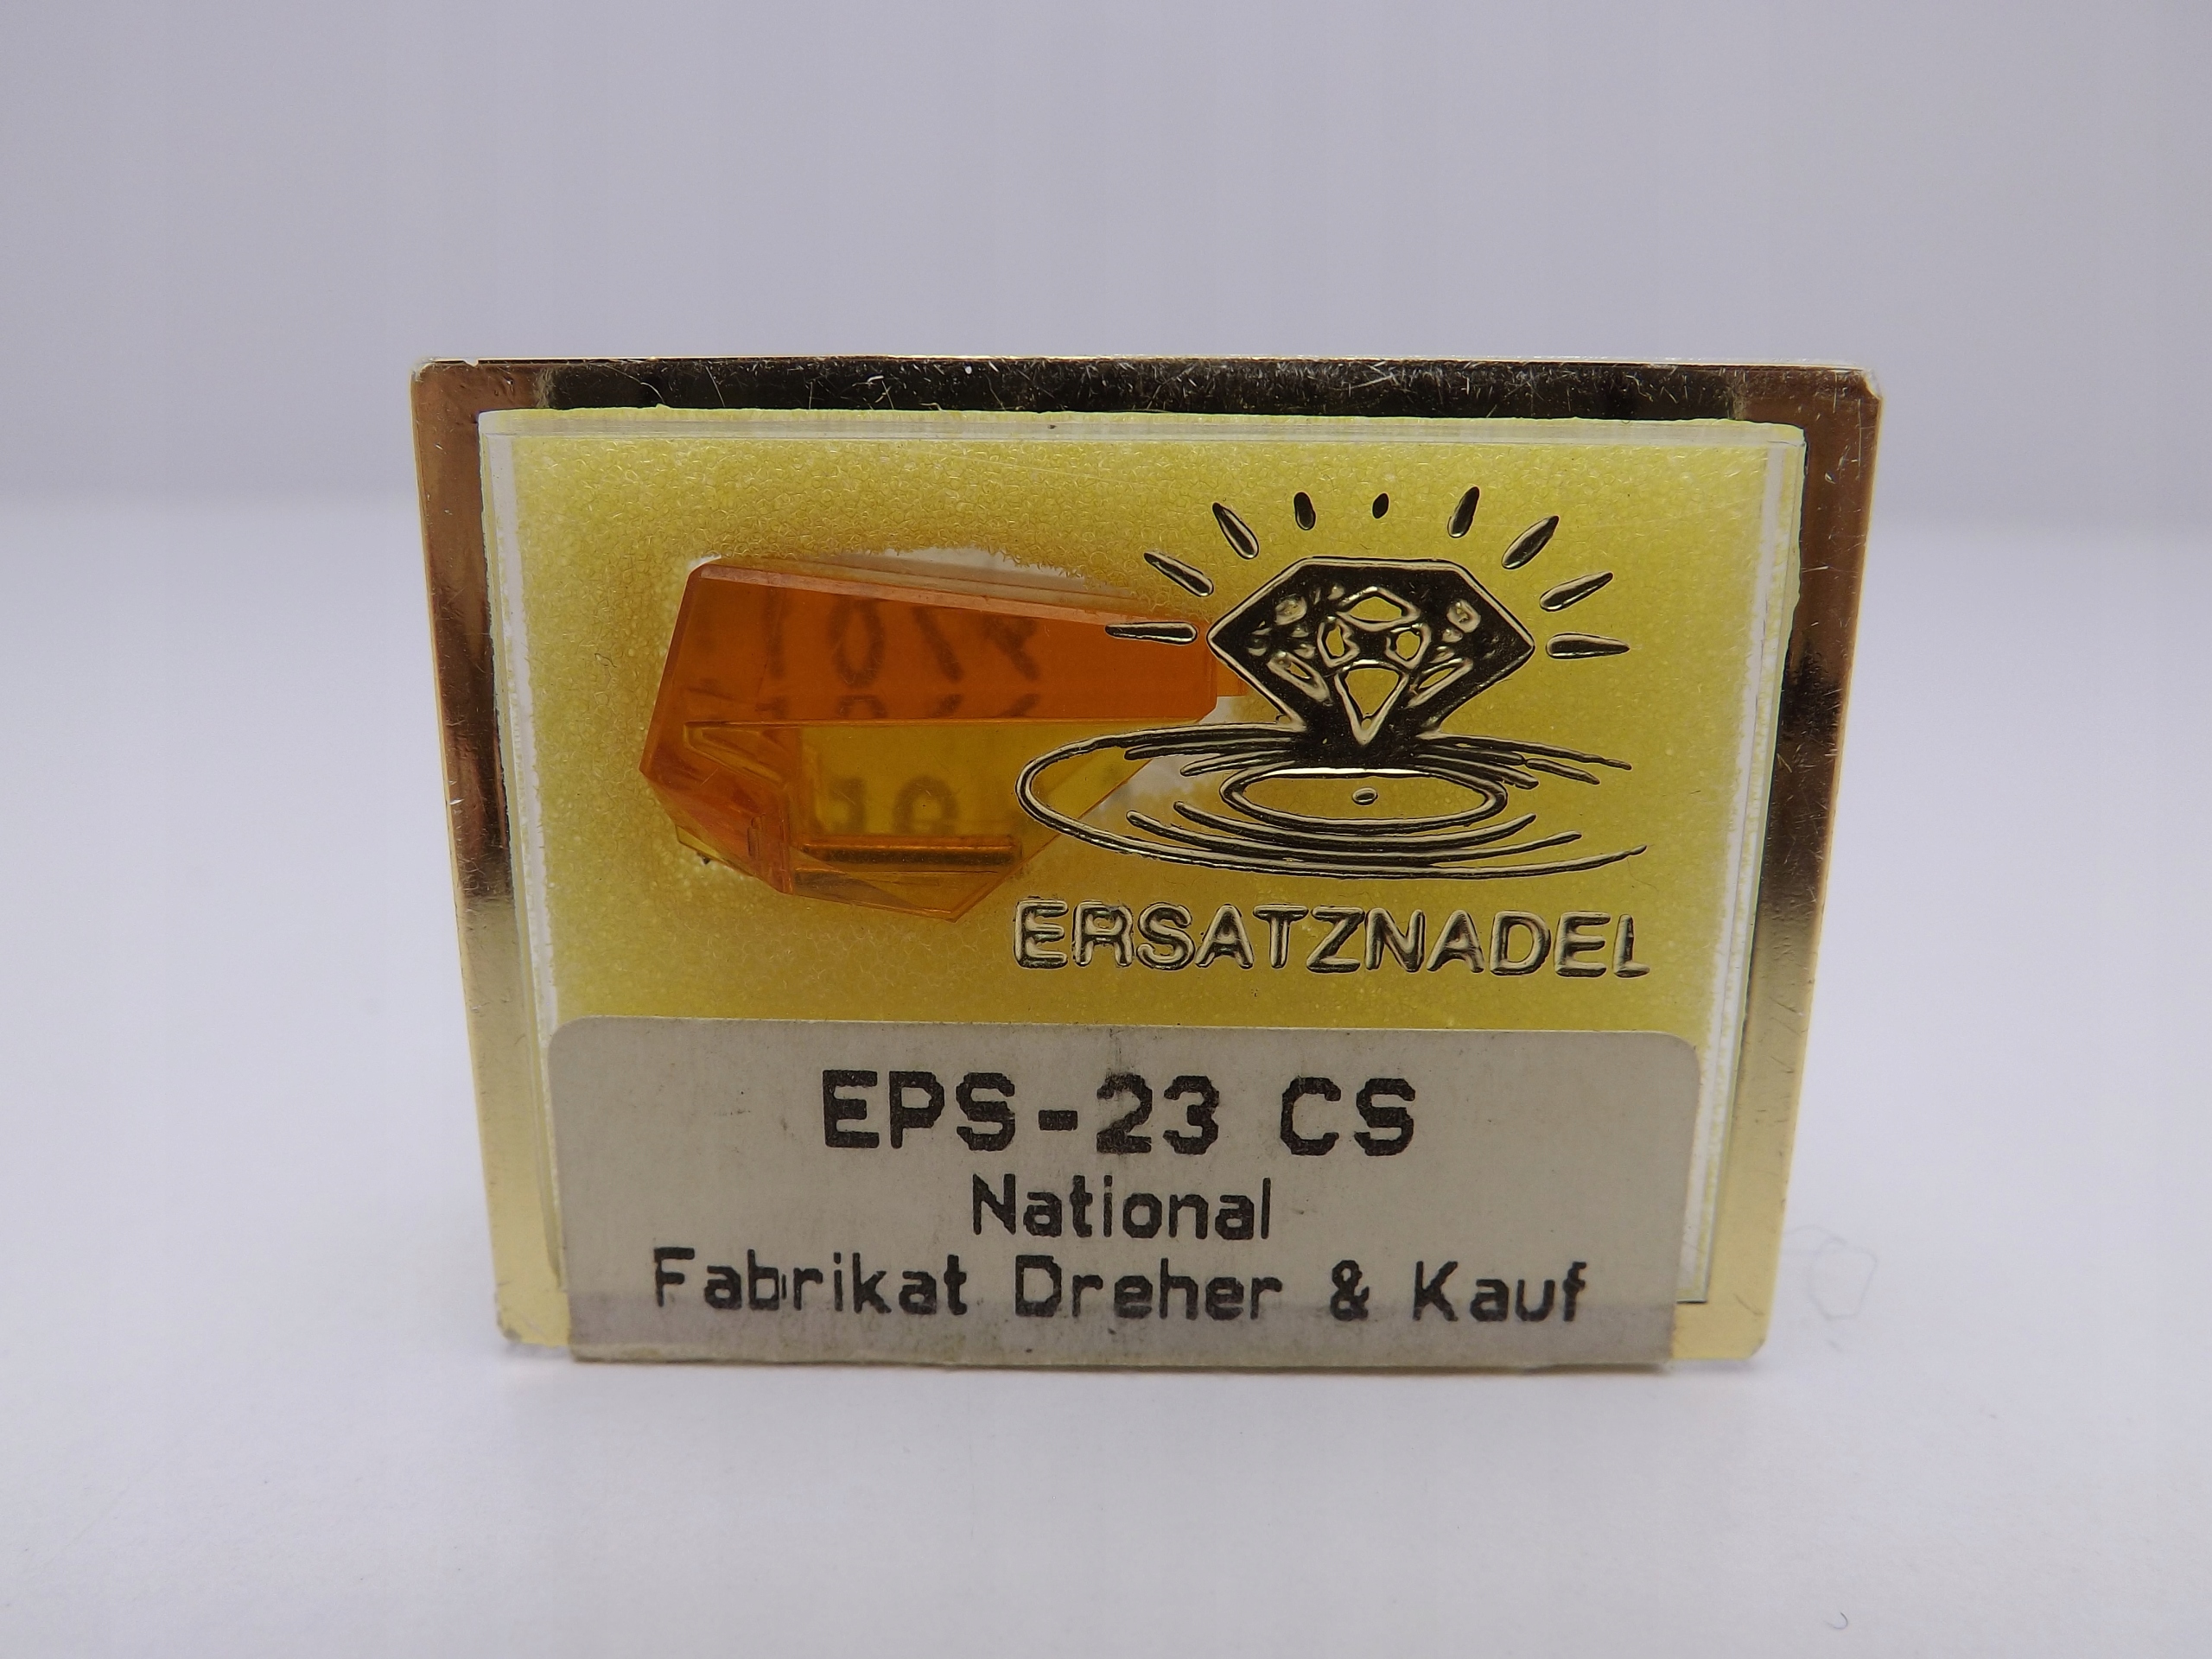 ERSATZNADEL
EPS-23 CS
National
Fabrikat Dreher & Kauf